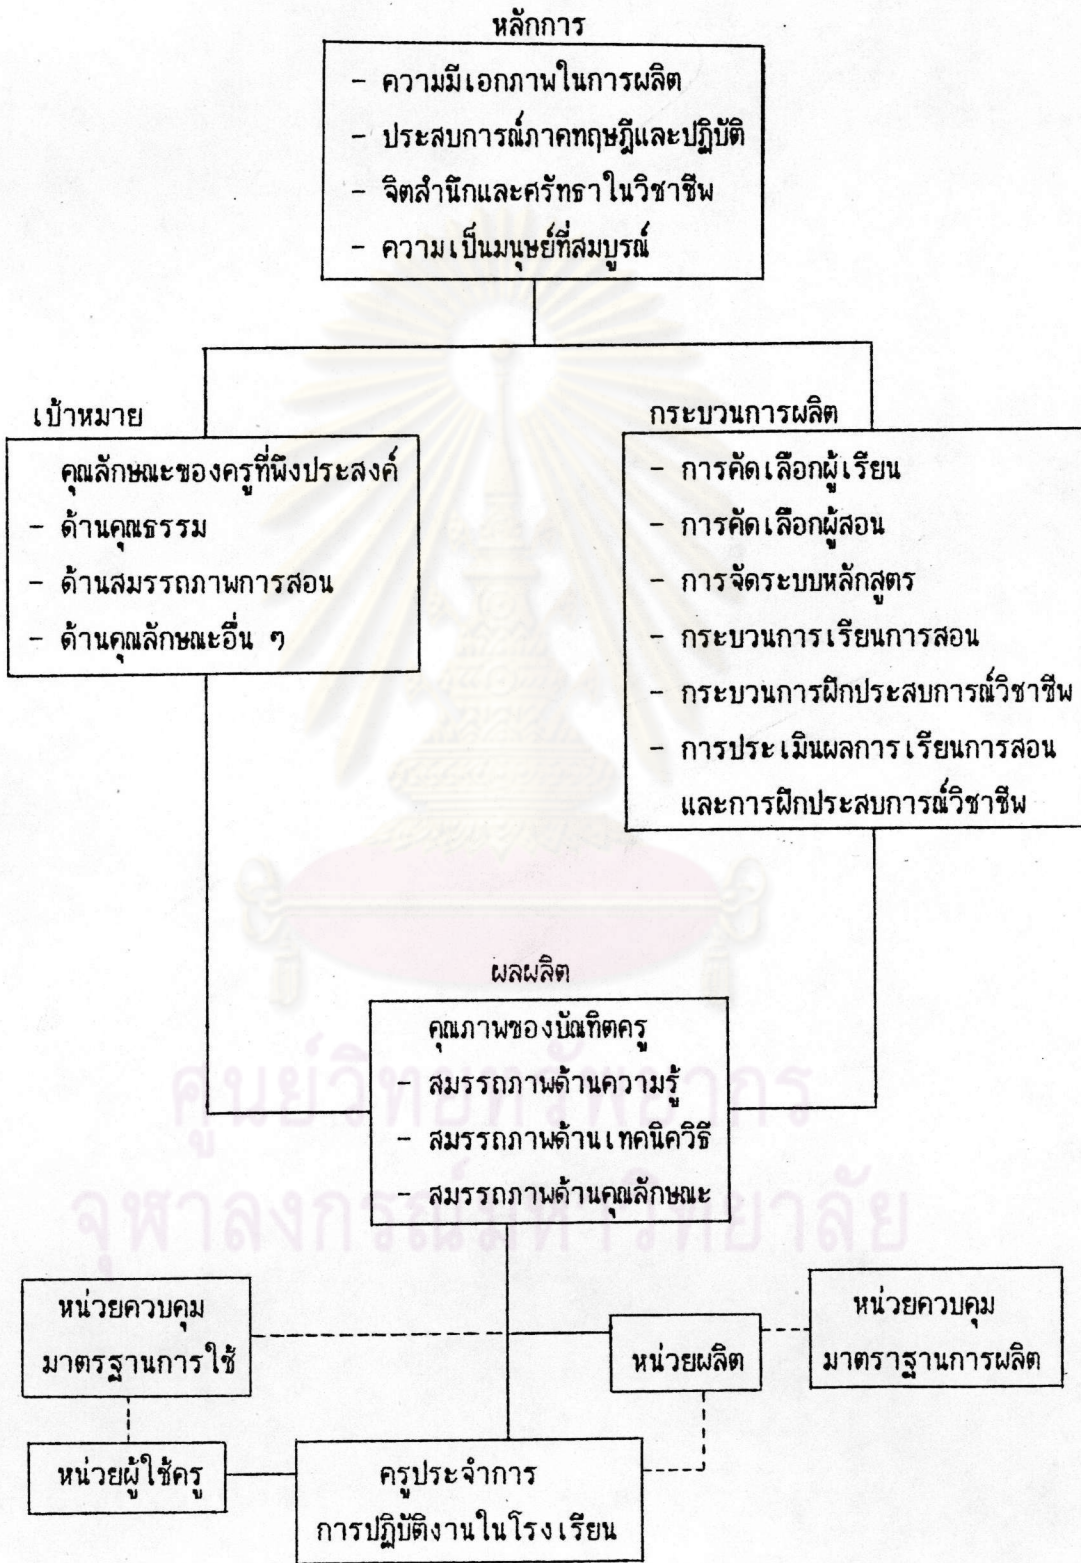 หลักการ
- ความมีเอกภาพในการผลิต
- ประสบการณ์ภาคทฤษฎีและปฏิบัติ
- จิตสำนึกและศรัทธาในวิชาชีพ
- ความเป็นมนุษย์ที่สมบูรณ์
เป้าหมาย
คุณลักษณะของครูที่พึงประสงค์
- ด้านคุณธรรม
- ด้านสมรรถภาพการสอน
- ด้านคุณลักษณะอื่น ๆ
กระบวนการผลิต
- การคัดเลือกผู้เรียน
- การคัดเลือกผู้สอน
- การจัดระบบหลักสูตร
- กระบวนการเรียนการสอน
- กระบวนการฝึกประสบการณ์วิชาชีพ
- การประเมินผลการเรียนการสอน
และการฝึกประสบการณ์วิชาชีพ
ผลผลิต
คุณภาพของบัณฑิตครู
- สมรรถภาพด้านความรู้
- สมรรถภาพด้านเทคนิควิธี
- สมรรถภาพด้านคุณลักษณะ
ศูนย์วิทยทรัพยากร
จุฬาลงกรณ์มหาวิทยาลัย
หน่วยควบคุม
มาตรฐานการใช้
หน่วยผลิต
หน่วยควบคุม
มาตราฐานการผลิต
หน่วยผู้ใช้ครู
ครูประจำการ
การปฏิบัติงานในโรงเรียน